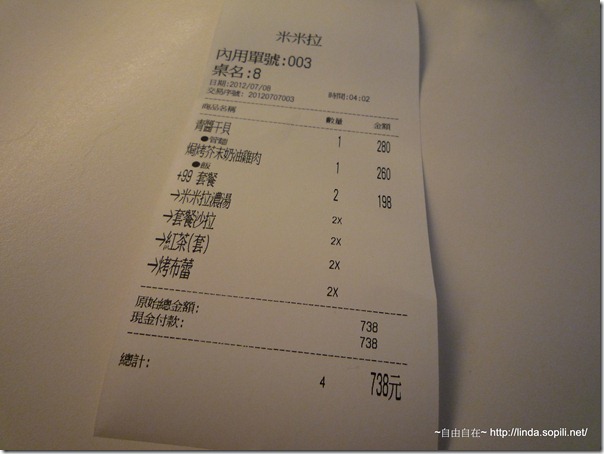 米米拉
內用單號:003
桌名:8
日期:2012/07/08 時間:04:02
交易序號: 20120707003
商品名稱 數量 金額
青醬干貝 1 280
●管麵
焗烤芥末奶油雞肉 1 260
●飯
+99 套餐 2 198
→米米拉濃湯 2X
→套餐沙拉 2X
→紅茶(套) 2X
→烤布蕾 2X
原始總金額: 738
現金付款: 738
總計: 4 738元
~自由自在~ http://linda.sopili.net/